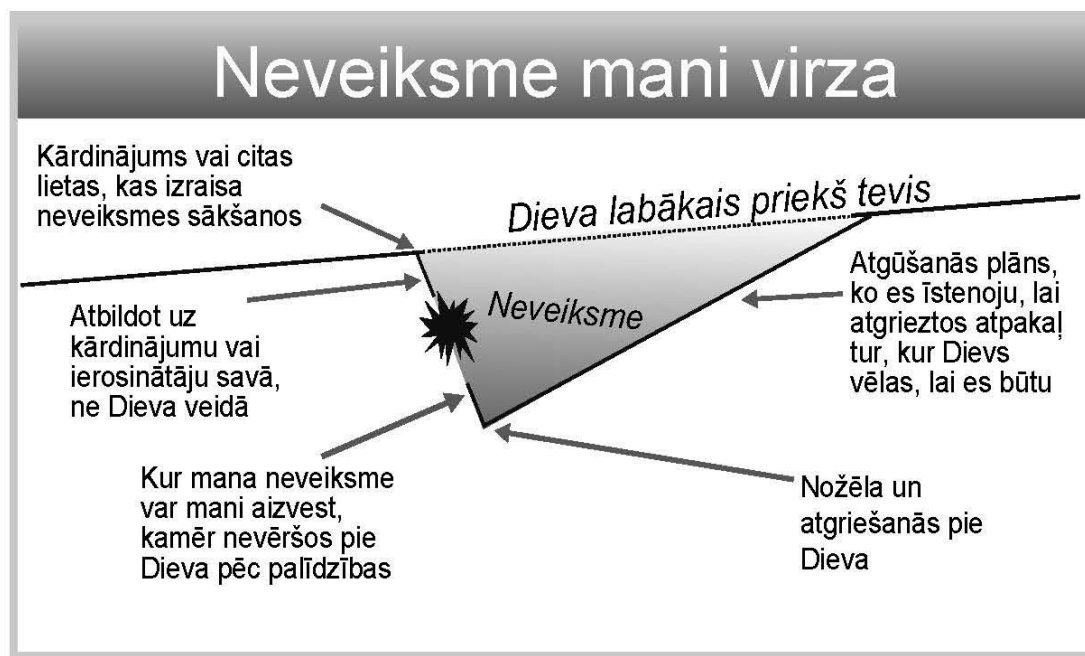 Neveiksme mani virza
Kārdinājums vai citas
lietas, kas izraisa
neveiksmes sākšanos
Dieva labākais priekš tevis
Neveiksme
Atbildot uz
kārdinājumu vai
ierosinātāju savā,
ne Dieva veidā
Atgūšanās plāns,
ko es īstenoju, lai
atgrieztos atpakaļ
tur, kur Dievs
vēlas, lai es būtu
Kur mana neveiksme
var mani aizvest,
kamēr nevēršos pie
Dieva pēc palīdzības
Nožēla un
atgriešanās pie
Dieva